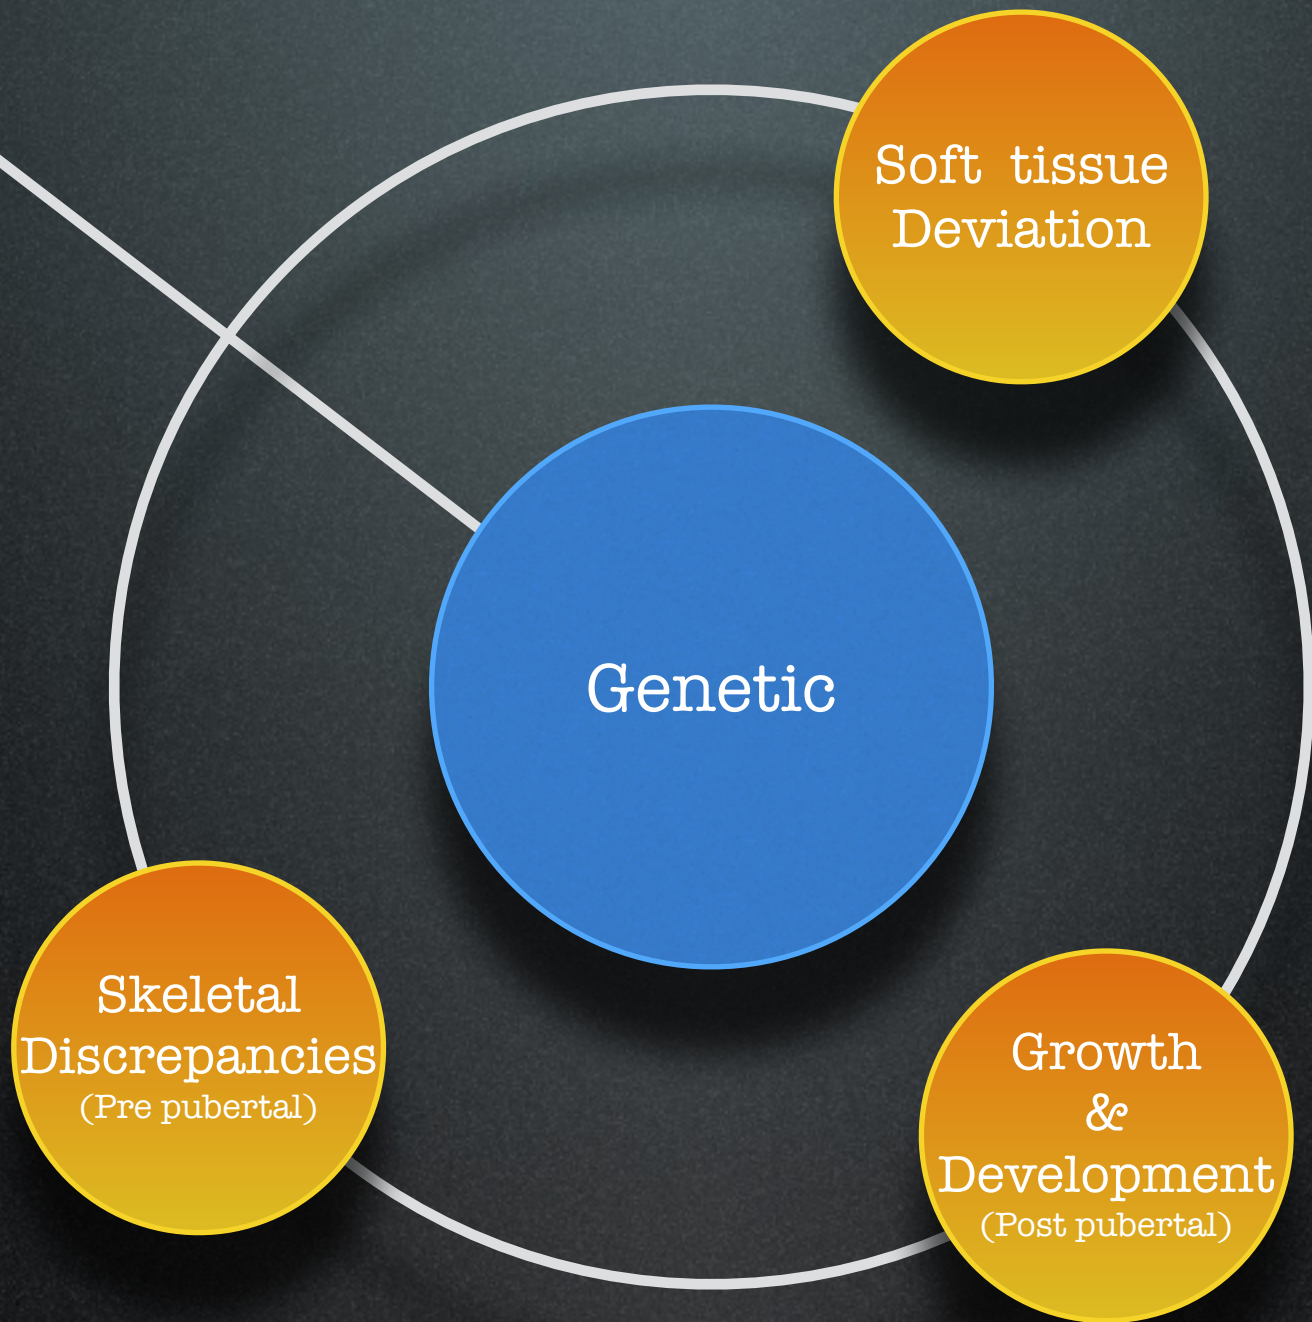 Soft tissue
Deviation
Genetic
Skeletal
Discrepancies
(Pre pubertal)
Growth
&
Development
(Post pubertal)